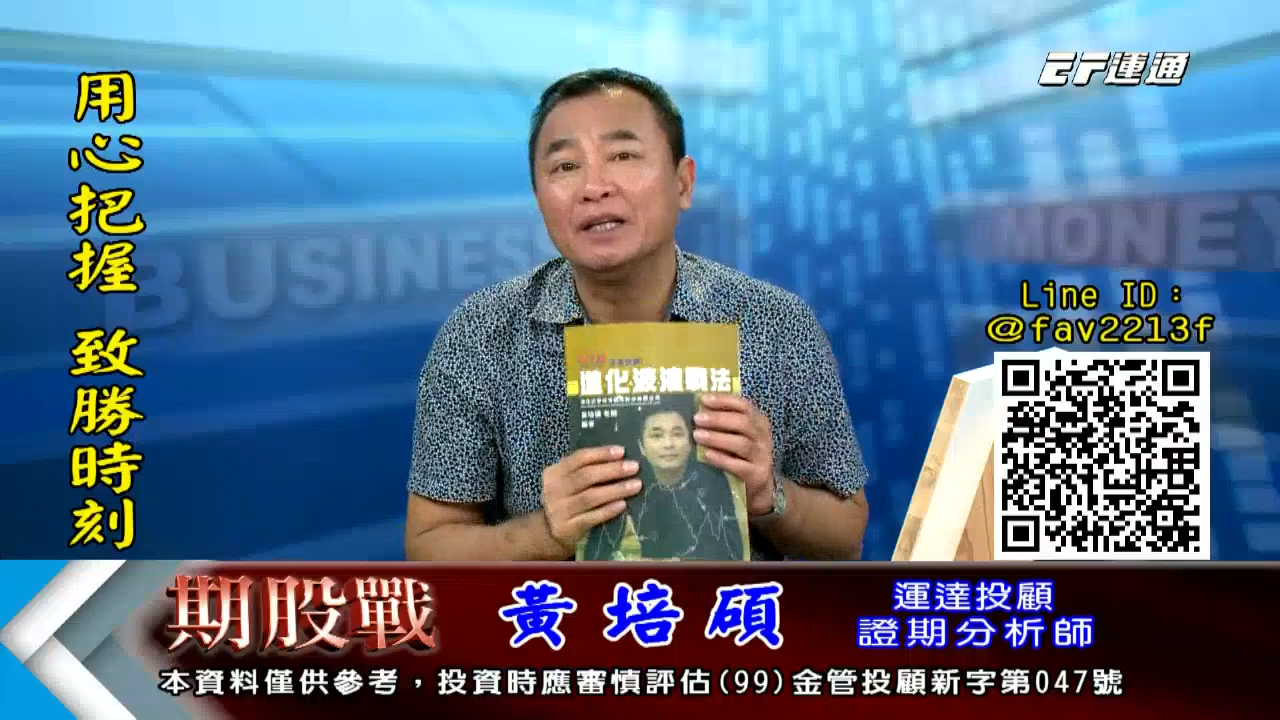 用心把握 致勝時刻
EF運通
BUSINESS
MONEY
Line ID：
@fav2213f
進化波浪戰法
期股戰
黃培碩
運達投顧
證期分析師
本資料僅供參考，投資時應審慎評估(99)金管投顧新字第047號